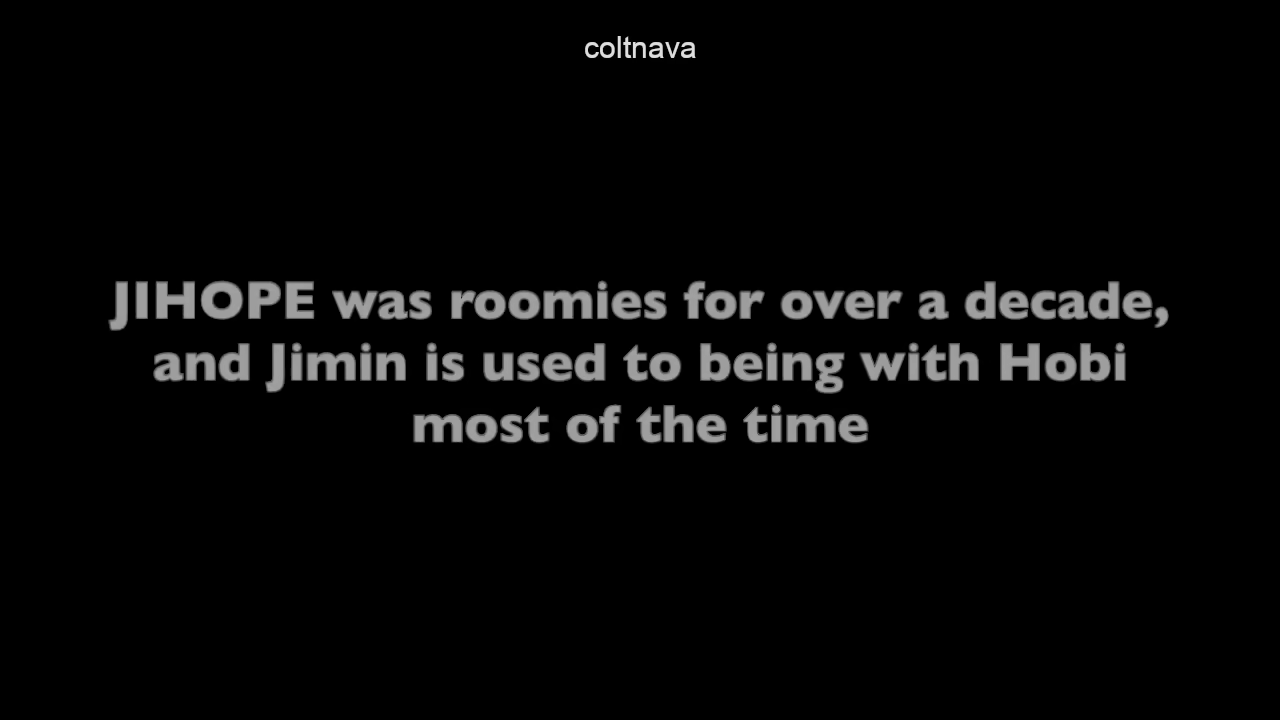 coltnava
JIHOPE was roomies for over a decade,
and Jimin is used to being with Hobi
most of the time